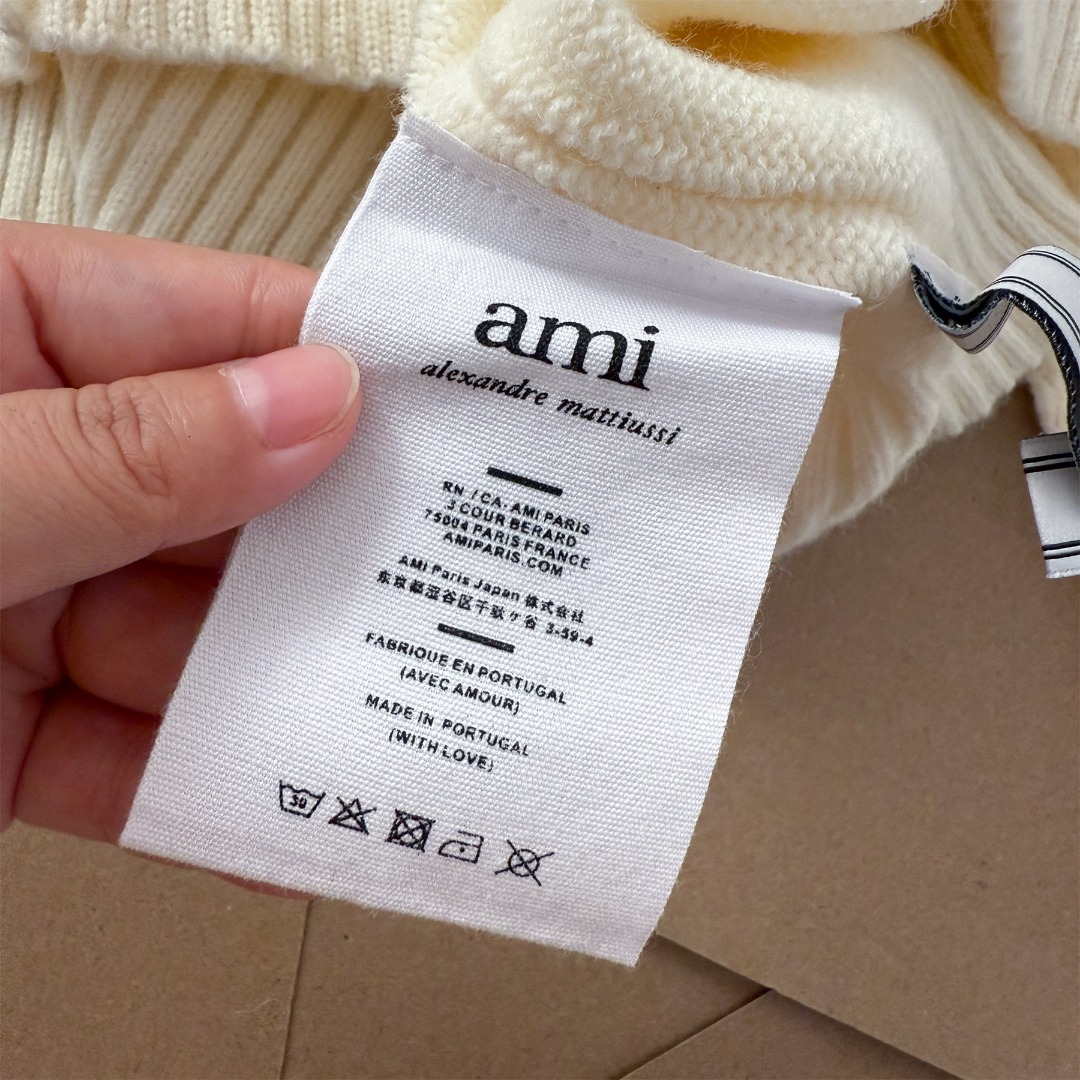 ami
alexandre mattiussi
RN / CA. AMI PARIS
3 COUR BERARD
75004 PARIS FRANCE
AMIPARIS.COM
AMI Paris Japan 株式会社
东京都涩谷区千駄ヶ谷 3-59-4
FABRIQUE EN PORTUGAL
(AVEC AMOUR)
MADE IN PORTUGAL
(WITH LOVE)
30